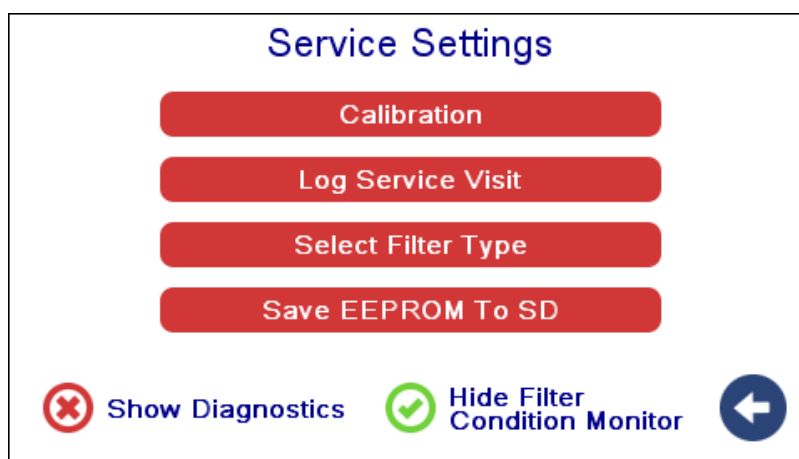 Service Settings
Calibration
Log Service Visit
Select Filter Type
Save EEPROM To SD
Show Diagnostics
Hide Filter
Condition Monitor